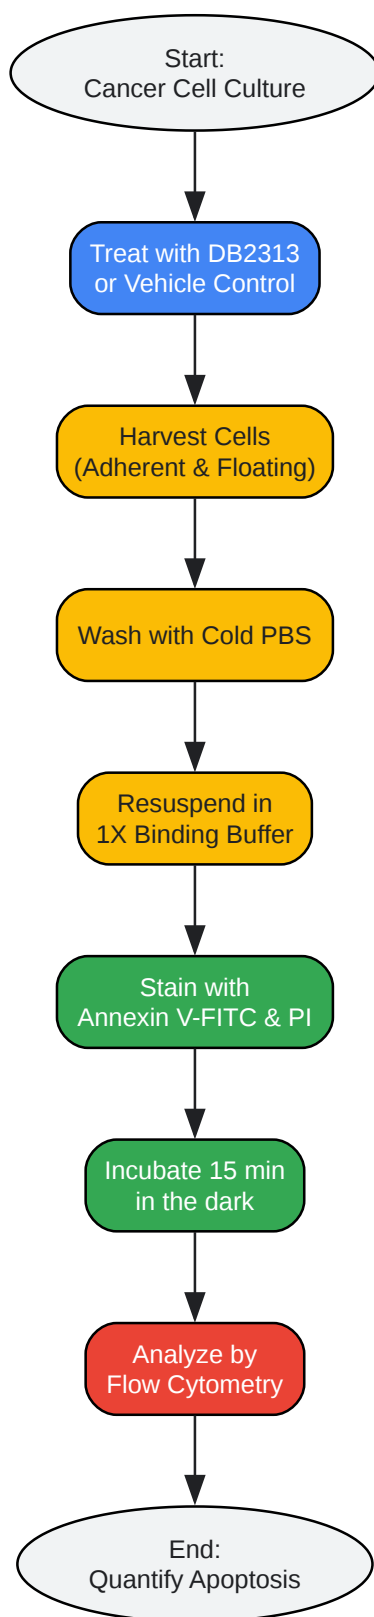 Start:
Cancer Cell Culture
Treat with DB2313
or Vehicle Control
Harvest Cells
(Adherent & Floating)
Wash with Cold PBS
Resuspend in
1X Binding Buffer
Stain with
Annexin V-FITC & PI
Incubate 15 min
in the dark
Analyze by
Flow Cytometry
End:
Quantify Apoptosis